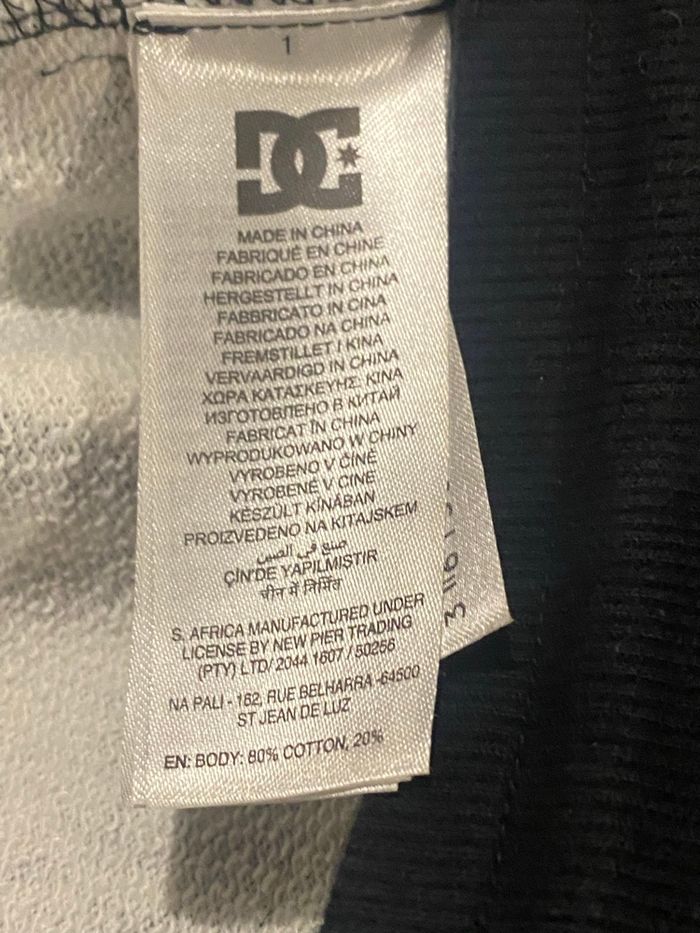 1
DC
MADE IN CHINA
FABRIQUÉ EN CHINE
FABRICADO EN CHINA
HERGESTELLT IN CHINA
FABBRICATO IN CINA
FABRICADO NA CHINA
FREMSTILLET I KINA
VERVAARDIGD IN CHINA
ΧΩΡΑ ΚΑΤΑΣΚΕΥΗΣ: ΚΙΝΑ
ИЗГОТОВЛЕНО В КИТАЙ
FABRICAT ÎN CHINA
WYPRODUKOWANO W CHINY
VYROBENO V ČÍNĚ
VYROBENÉ V ČÍNE
KÉSZÜLT KÍNÁBAN
PROIZVEDENO NA KITAJSKEM
صنع في الصين
ÇİN'DE YAPILMIŞTIR
चीन में निर्मित
S. AFRICA MANUFACTURED UNDER
LICENSE BY NEW PIER TRADING
(PTY) LTD/ 2044 1607 / 50256
NA PALI - 162, RUE BELHARRA -64500
ST JEAN DE LUZ
EN: BODY: 80% COTTON, 20%